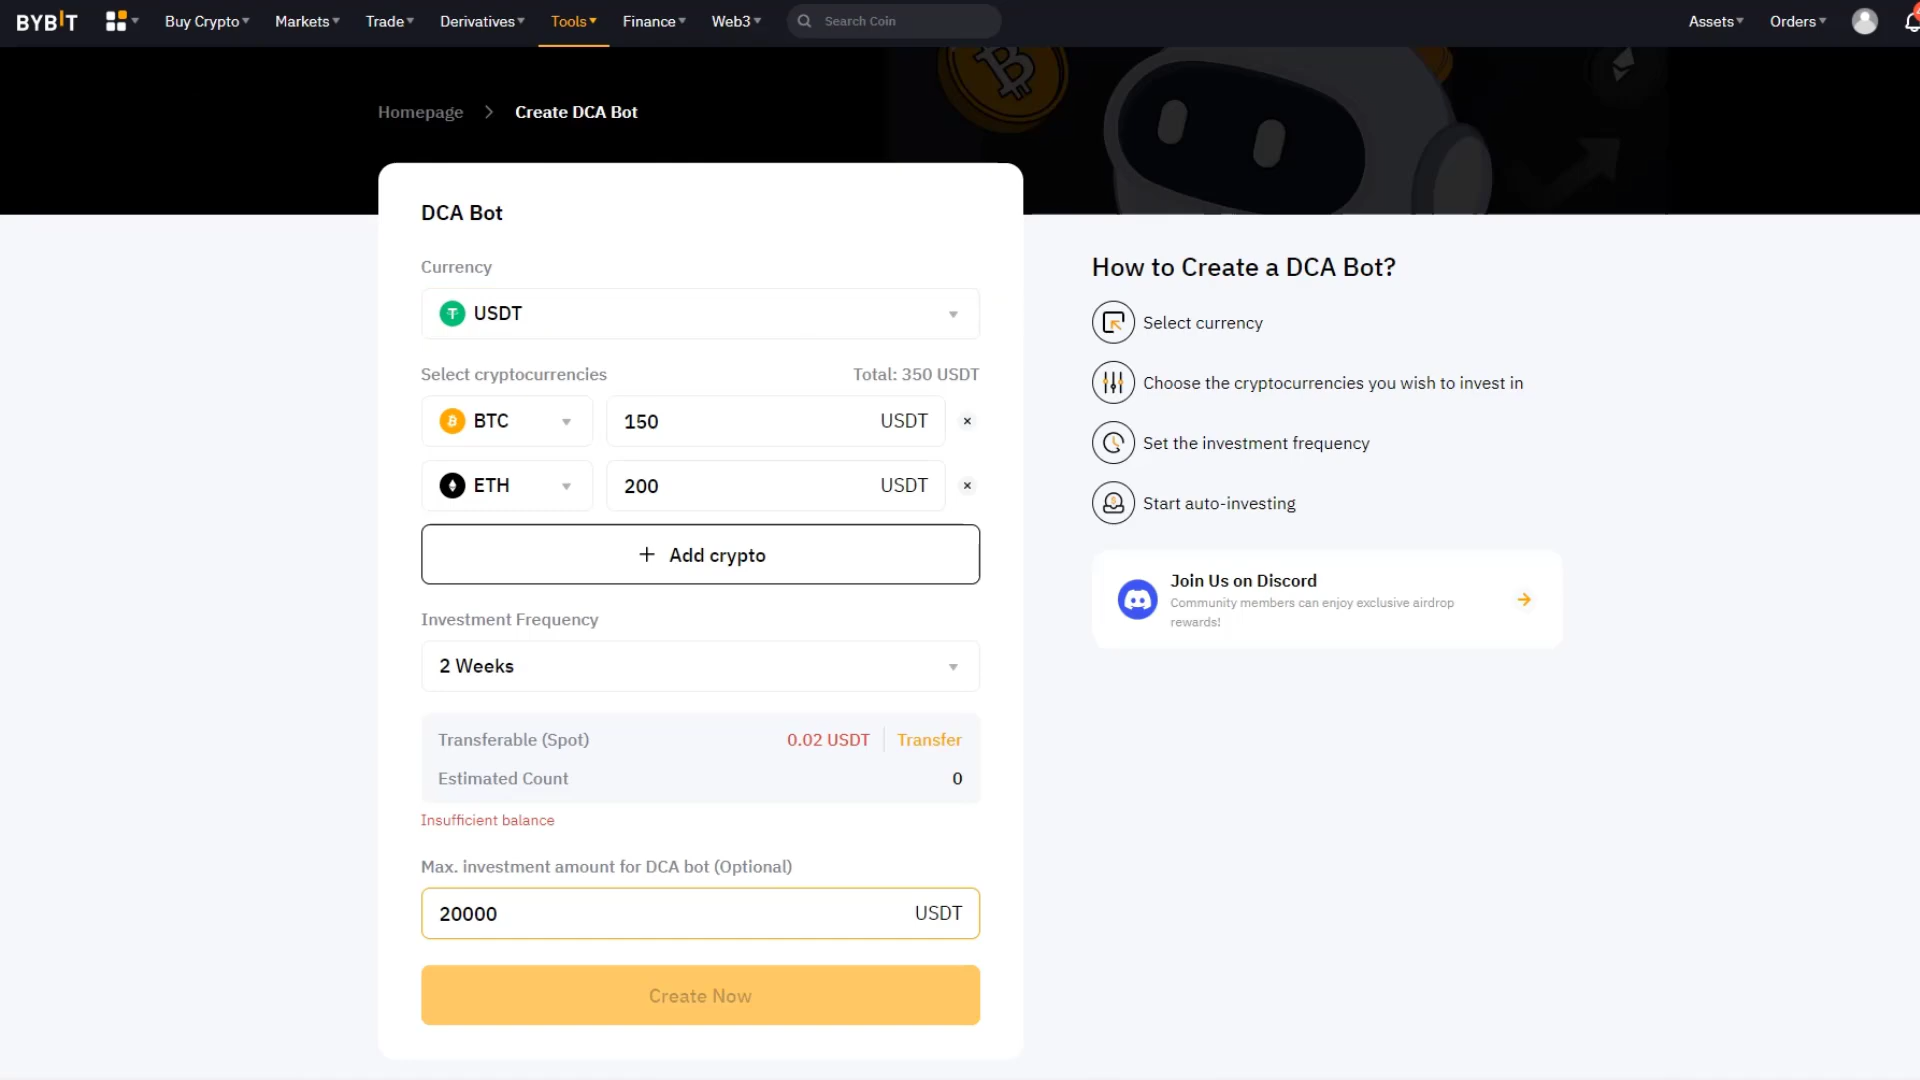 BYBIT Buy Crypto Markets Trade Derivatives Tools Finance Web3 Search Coin Assets Orders
Homepage Create DCA Bot
DCA Bot
Currency
USDT
Select cryptocurrencies Total: 350 USDT
BTC 150 USDT
ETH 200 USDT
+ Add crypto
Investment Frequency
2 Weeks
Transferable (Spot) 0.02 USDT Transfer
Estimated Count 0
Insufficient balance
Max. investment amount for DCA bot (Optional)
20000 USDT
Create Now
How to Create a DCA Bot?
Select currency
Choose the cryptocurrencies you wish to invest in
Set the investment frequency
Start auto-investing
Join Us on Discord
Community members can enjoy exclusive airdrop
rewards!